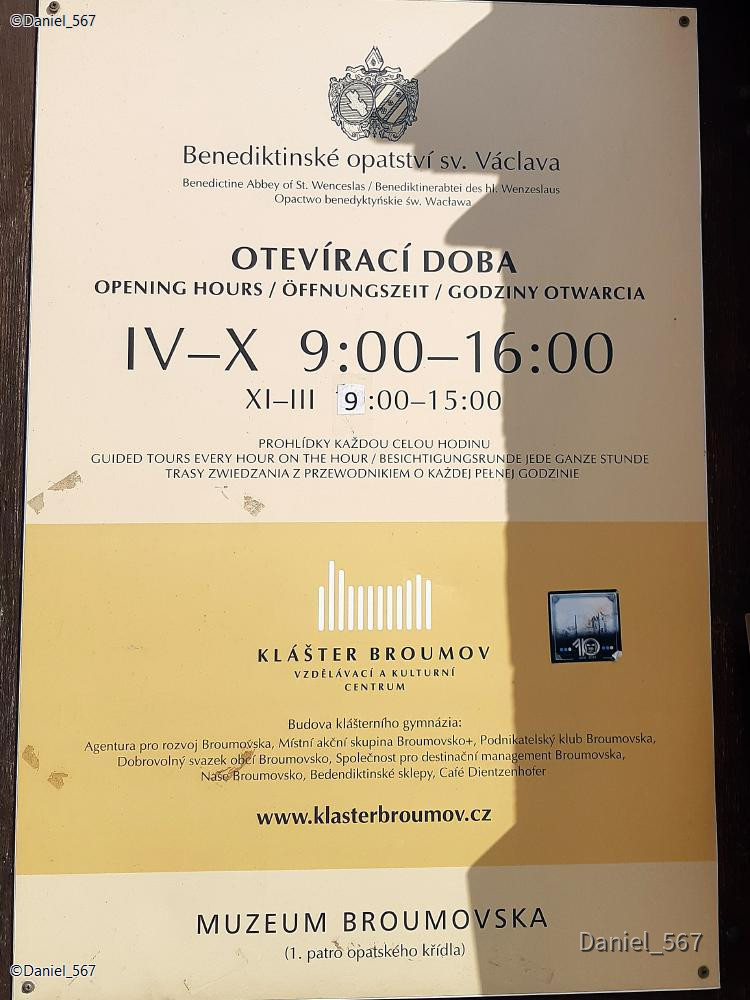 ©Daniel_567
Benediktinské opatství sv. Václava
Benedictine Abbey of St. Wenceslas / Benediktinerabtei des hl. Wenzeslaus
Opactwo benedyktyńskie św. Wacława
OTEVÍRACÍ DOBA
OPENING HOURS / ÖFFNUNGSZEIT / GODZINY OTWARCIA
IV–X 9:00–16:00
XI–III 9:00–15:00
PROHLÍDKY KAŽDOU CELOU HODINU
GUIDED TOURS EVERY HOUR ON THE HOUR / BESICHTIGUNGSRUNDE JEDE GANZE STUNDE
TRASY ZWIEDZANIA Z PRZEWODNIKIEM O KAŻDEJ PEŁNEJ GODZINIE
KLÁŠTER BROUMOV
VZDĚLÁVACÍ A KULTURNÍ
CENTRUM
10
Budova klášterního gymnázia:
Agentura pro rozvoj Broumovska, Místní akční skupina Broumovsko+, Podnikatelský klub Broumovska,
Dobrovolný svazek obcí Broumovsko, Společnost pro destinační management Broumovska,
Naše Broumovsko, Bedendiktinské sklepy, Café Dientzenhofer
www.klasterbroumov.cz
MUZEUM BROUMOVSKA
(1. patro opatského křídla)
Daniel_567
©Daniel_567